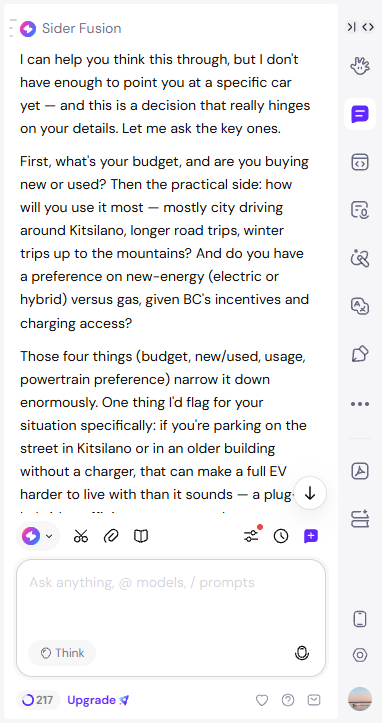 Sider Fusion
I can help you think this through, but I don't
have enough to point you at a specific car
yet — and this is a decision that really hinges
on your details. Let me ask the key ones.
First, what's your budget, and are you buying
new or used? Then the practical side: how
will you use it most — mostly city driving
around Kitsilano, longer road trips, winter
trips up to the mountains? And do you have
a preference on new-energy (electric or
hybrid) versus gas, given BC's incentives and
charging access?
Those four things (budget, new/used, usage,
powertrain preference) narrow it down
enormously. One thing I'd flag for your
situation specifically: if you're parking on the
street in Kitsilano or in an older building
without a charger, that can make a full EV
harder to live with than it sounds — a plug-
Ask anything, @ models, / prompts
Think
217
Upgrade